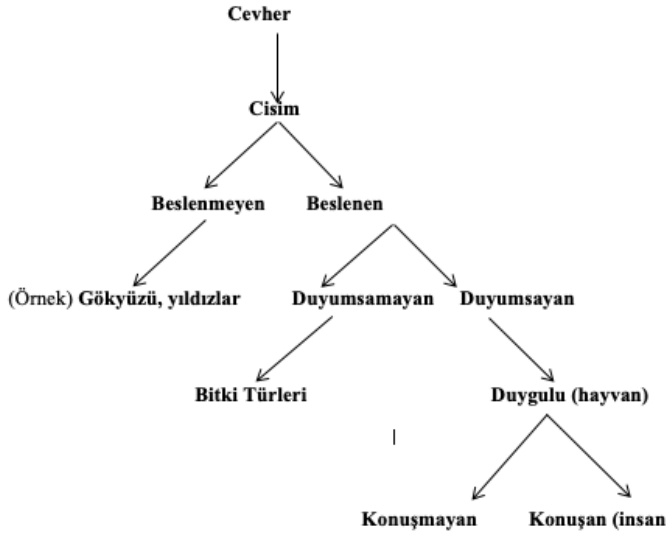 Cevher
Cisim
Beslenmeyen Beslenen
(Örnek) Gökyüzü, yıldızlar Duyumsamayan Duyumsayan
Bitki Türleri Duygulu (hayvan)
Konuşmayan Konuşan (insan